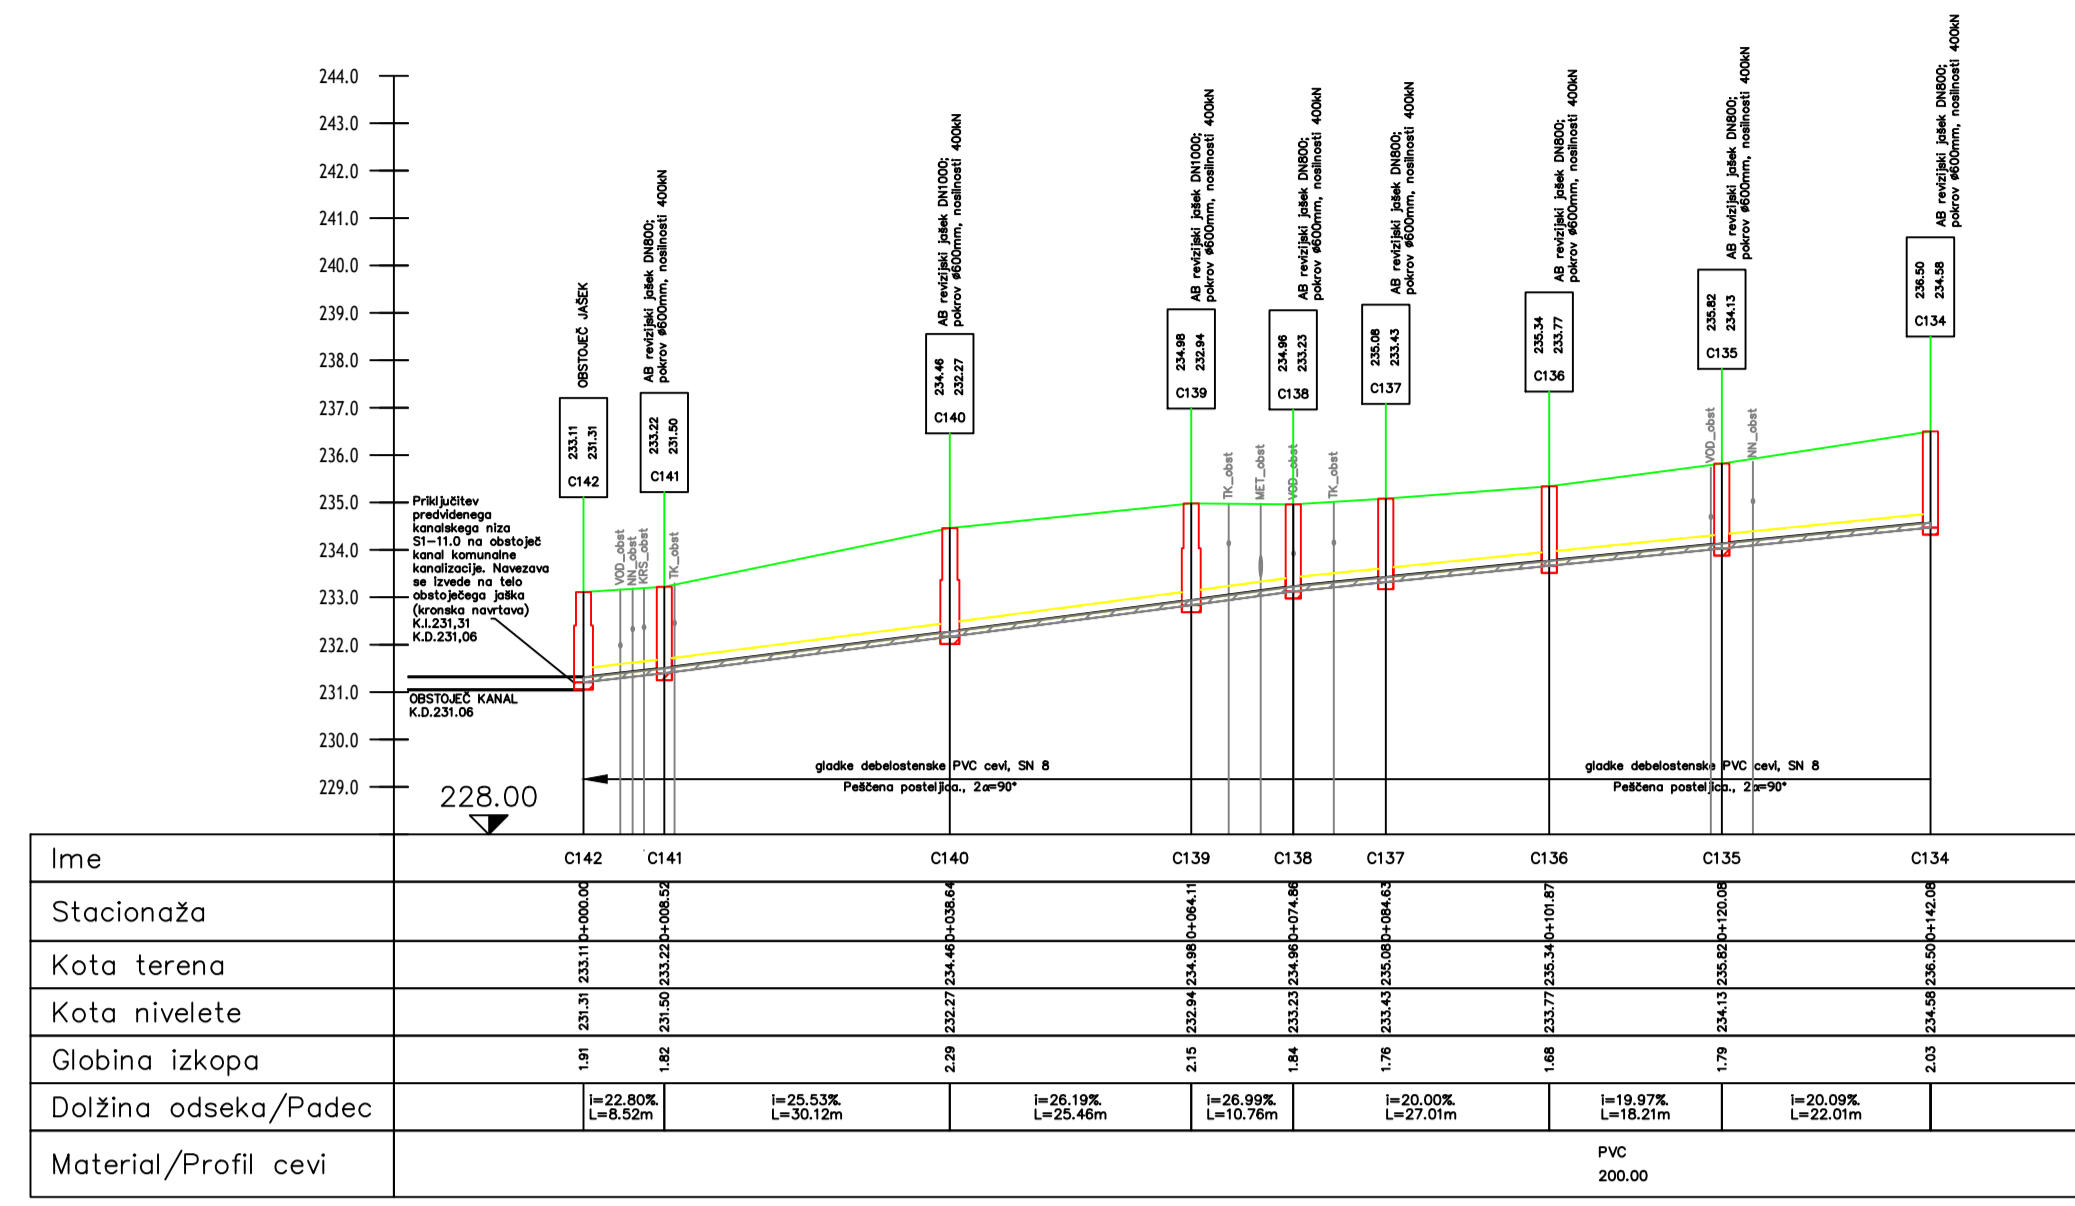 244.0
243.0
242.0
241.0
240.0
239.0
238.0
237.0
236.0
235.0
234.0
233.0
232.0
231.0
230.0
229.0
228.00
Priključitev
predvidenega
kanalskega niza
S1-11.0 na obstoječ
kanal komunalne
kanalizacije. Navezava
se izvede na telo
obstoječega jaška
(kronska navrtava)
K.I.231,31
K.D.231,06
OBSTOJEČ KANAL
K.D.231.06
OBSTOJEČ JAŠEK
233.11
231.31
C142
AB revizijski jašek DN800;
pokrov ø600mm, nosilnosti 400kN
233.22
231.50
C141
AB revizijski jašek DN1000;
pokrov ø600mm, nosilnosti 400kN
234.46
232.27
C140
AB revizijski jašek DN1000;
pokrov ø600mm, nosilnosti 400kN
234.98
232.94
C139
AB revizijski jašek DN800;
pokrov ø600mm, nosilnosti 400kN
234.96
233.23
C138
AB revizijski jašek DN800;
pokrov ø600mm, nosilnosti 400kN
235.08
233.43
C137
AB revizijski jašek DN800;
pokrov ø600mm, nosilnosti 400kN
235.34
233.77
C136
AB revizijski jašek DN800;
pokrov ø600mm, nosilnosti 400kN
235.82
234.13
C135
AB revizijski jašek DN800;
pokrov ø600mm, nosilnosti 400kN
236.50
234.58
C134
VOD_obst
NN_obst
KRS_obst
TK_obst
TK_obst
MET_obst
VOD_obst
TK_obst
VOD_obst
NN_obst
gladke debelostenske PVC cevi, SN 8
Peščena posteljica., 2α=90°
gladke debelostenske PVC cevi, SN 8
Peščena posteljica., 2α=90°
Ime C142 C141 C140 C139 C138 C137 C136 C135 C134
Stacionaža 0+000.00 0+008.52 0+038.64 0+064.11 0+074.86 0+084.63 0+101.87 0+120.08 0+142.08
Kota terena 233.11 233.22 234.46 234.98 234.96 235.08 235.34 235.82 236.50
Kota nivelete 231.31 231.50 232.27 232.94 233.23 233.43 233.77 234.13 234.58
Globina izkopa 1.91 1.82 2.29 2.15 1.84 1.76 1.68 1.79 2.03
Dolžina odseka/Padec
i=22.80‰ i=25.53‰ i=26.19‰ i=26.99‰ i=20.00‰ i=19.97‰ i=20.09‰
L=8.52m L=30.12m L=25.46m L=10.76m L=27.01m L=18.21m L=22.01m
Material/Profil cevi
PVC
200.00